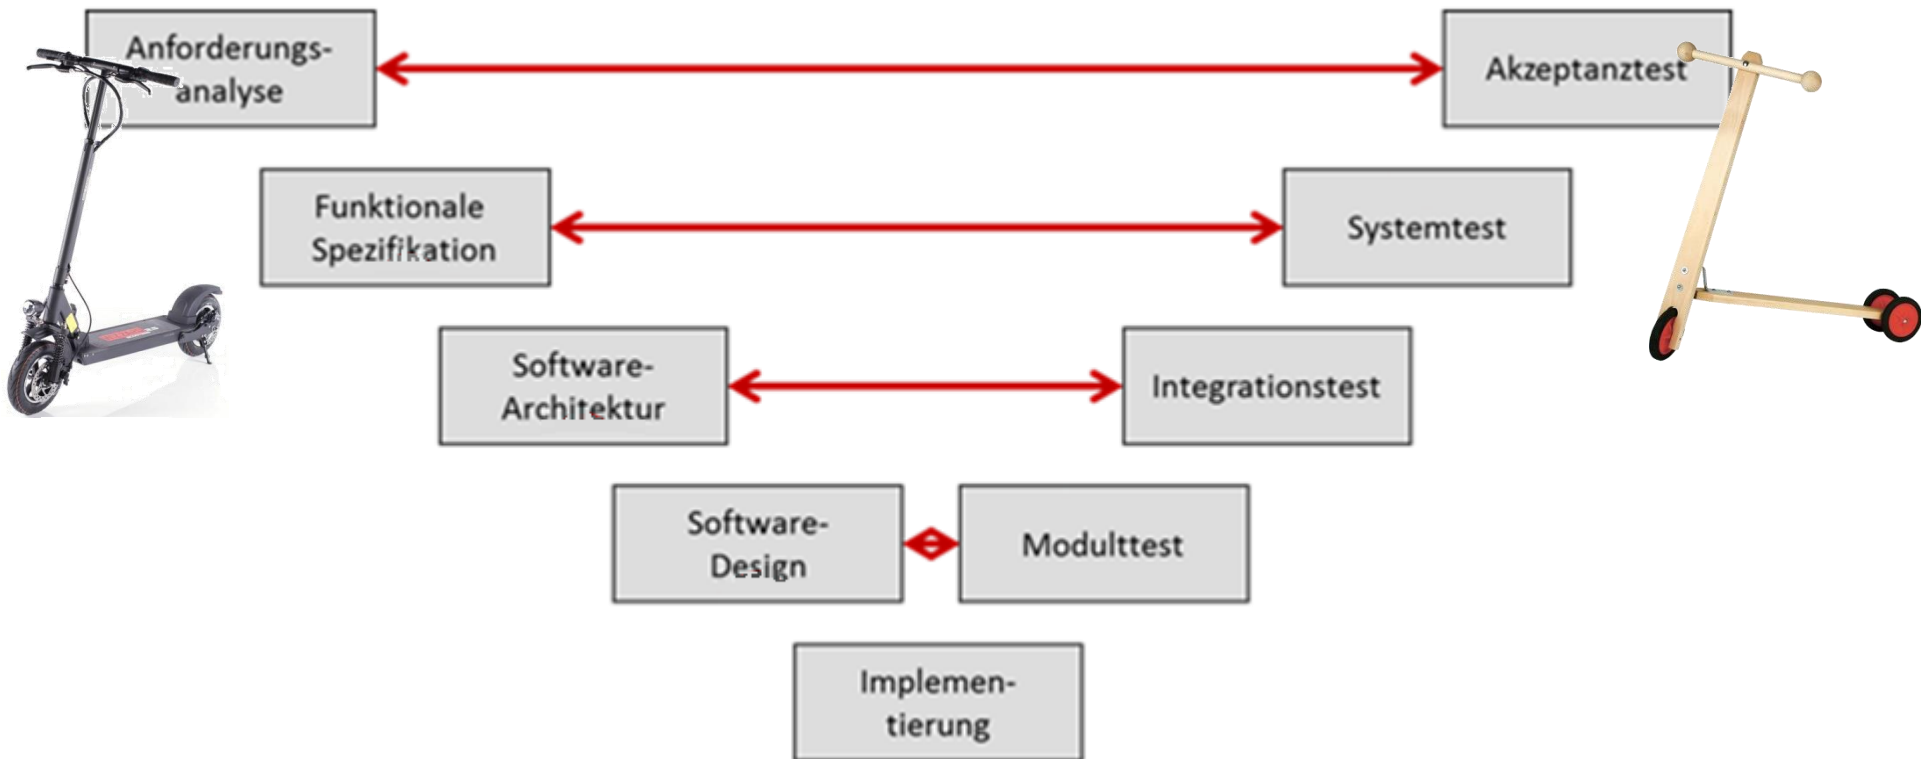 Anforderungs-
analyse
Akzeptanztest
Funktionale
Spezifikation
Systemtest
Software-
Architektur
Integrationstest
Software-
Design
Modulttest
Implemen-
tierung